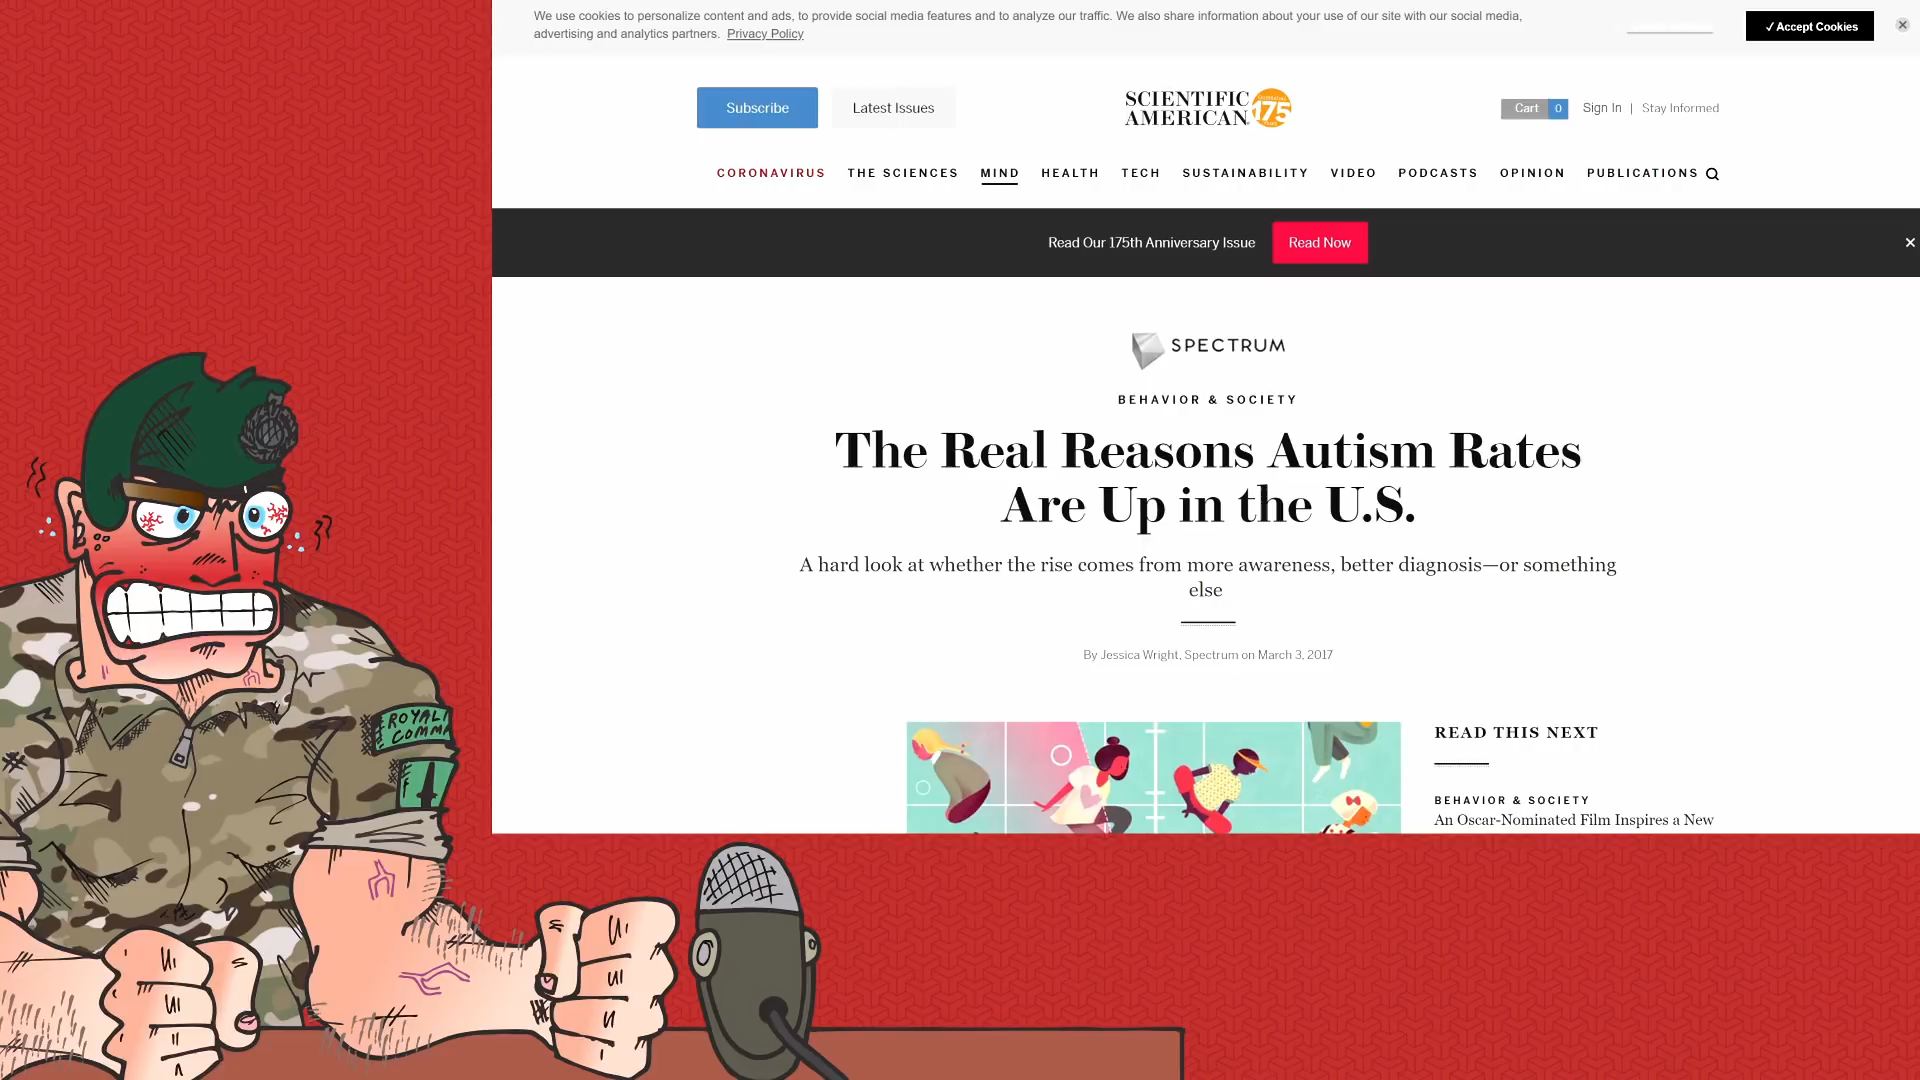 We use cookies to personalize content and ads, to provide social media features and to analyze our traffic. We also share information about your use of our site with our social media,
advertising and analytics partners. Privacy Policy
✓ Accept Cookies
Subscribe
Latest Issues
SCIENTIFIC
AMERICAN
175
Cart 0 Sign In | Stay Informed
CORONAVIRUS THE SCIENCES MIND HEALTH TECH SUSTAINABILITY VIDEO PODCASTS OPINION PUBLICATIONS
Read Our 175th Anniversary Issue
Read Now
SPECTRUM
BEHAVIOR & SOCIETY
The Real Reasons Autism Rates
Are Up in the U.S.
A hard look at whether the rise comes from more awareness, better diagnosis—or something
else
By Jessica Wright, Spectrum on March 3, 2017
READ THIS NEXT
BEHAVIOR & SOCIETY
An Oscar-Nominated Film Inspires a New
ROYAL
COMMA